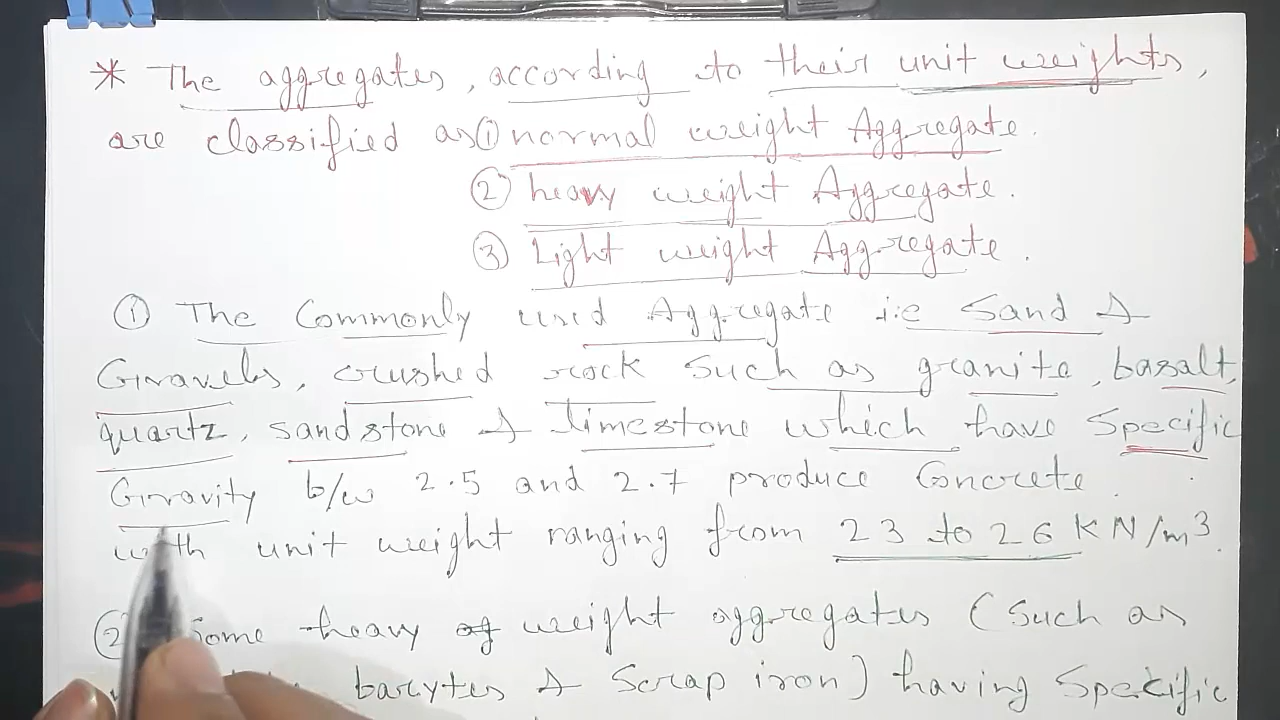 * The aggregates, according to their unit weights,
are classified as ① normal weight Aggregate.
② heavy weight Aggregate.
③ Light weight Aggregate.
① The Commonly used Aggregate i.e Sand &
Gravels, crushed rock such as granite, basalt,
quartz, sandstone & limestone which have Specific
Gravity b/w 2.5 and 2.7 produce Concrete
with unit weight ranging from 23 to 26 KN/m³.
② Some heavy weight aggregates (Such as
barytes & Scrap iron) having Specific